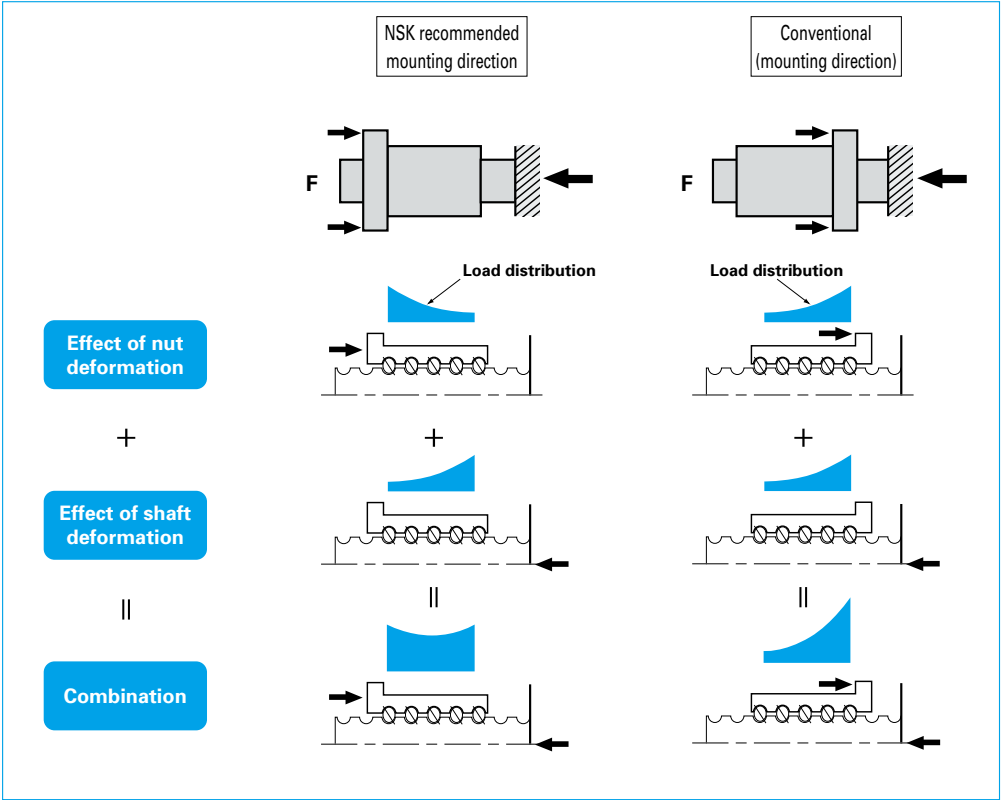 NSK recommended
mounting direction
Conventional
(mounting direction)
F
F
Load distribution
Load distribution
Effect of nut
deformation
+
+
+
Effect of shaft
deformation
=
=
=
Combination